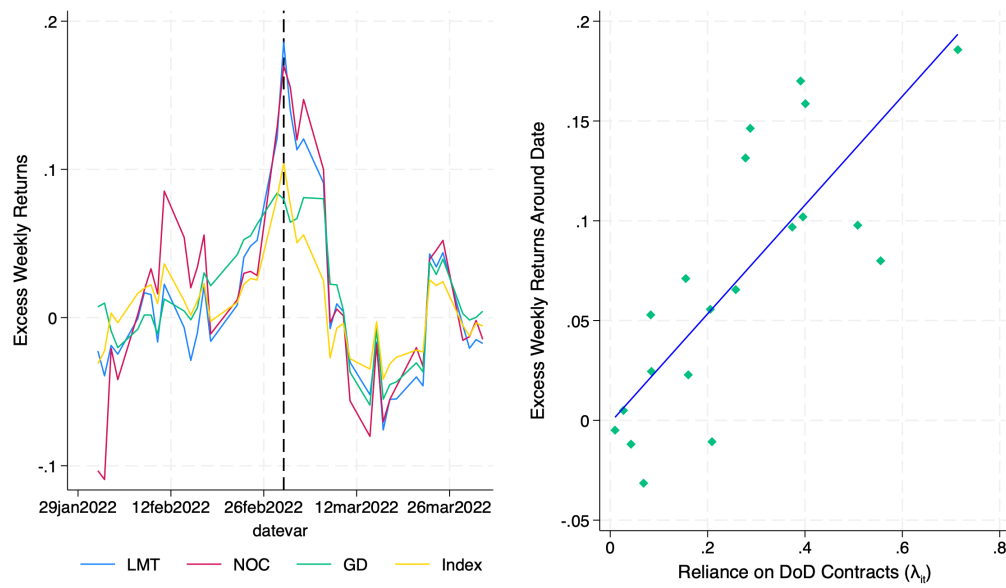 Excess Weekly Returns
.2
.1
0
-.1
29jan2022 12feb2022 26feb2022 12mar2022 26mar2022
datevar
LMT NOC GD Index
Excess Weekly Returns Around Date
.2
.15
.1
.05
0
-.05
0 .2 .4 .6 .8
Reliance on DoD Contracts (λit)